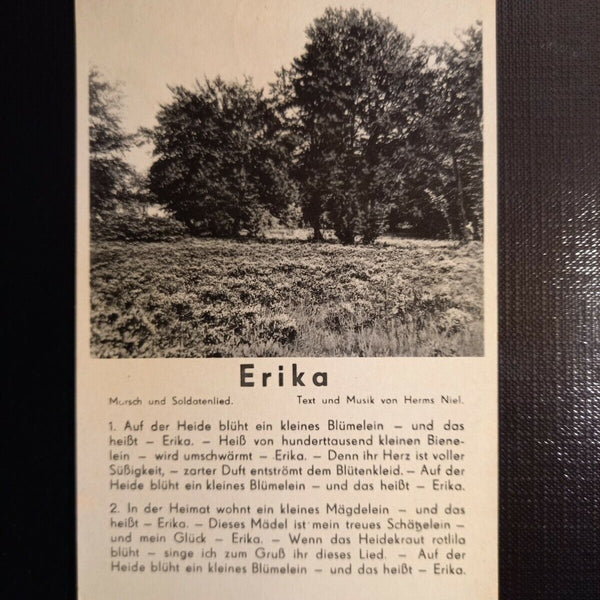 Erika
Marsch und Soldatenlied. Text und Musik von Herms Niel.
1. Auf der Heide blüht ein kleines Blümelein – und das
heißt – Erika. – Heiß von hunderttausend kleinen Biene-
lein – wird umschwärmt – Erika. – Denn ihr Herz ist voller
Süßigkeit, – zarter Duft entströmt dem Blütenkleid. – Auf der
Heide blüht ein kleines Blümelein – und das heißt – Erika.
2. In der Heimat wohnt ein kleines Mägdelein – und das
heißt – Erika. – Dieses Mädel ist mein treues Schätzelein –
und mein Glück – Erika. – Wenn das Heidekraut rotlila
blüht – singe ich zum Gruß ihr dieses Lied. – Auf der
Heide blüht ein kleines Blümelein – und das heißt – Erika.